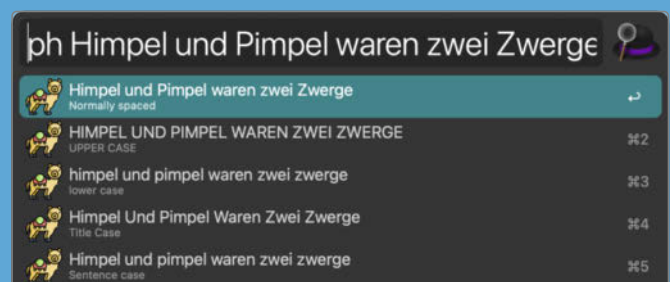 ph Himpel und Pimpel waren zwei Zwerge
Himpel und Pimpel waren zwei Zwerge
Normally spaced
HIMPEL UND PIMPEL WAREN ZWEI ZWERGE
UPPER CASE
⌘2
himpel und pimpel waren zwei zwerge
lower case
⌘3
Himpel Und Pimpel Waren Zwei Zwerge
Title Case
⌘4
Himpel und pimpel waren zwei zwerge
Sentence case
⌘5